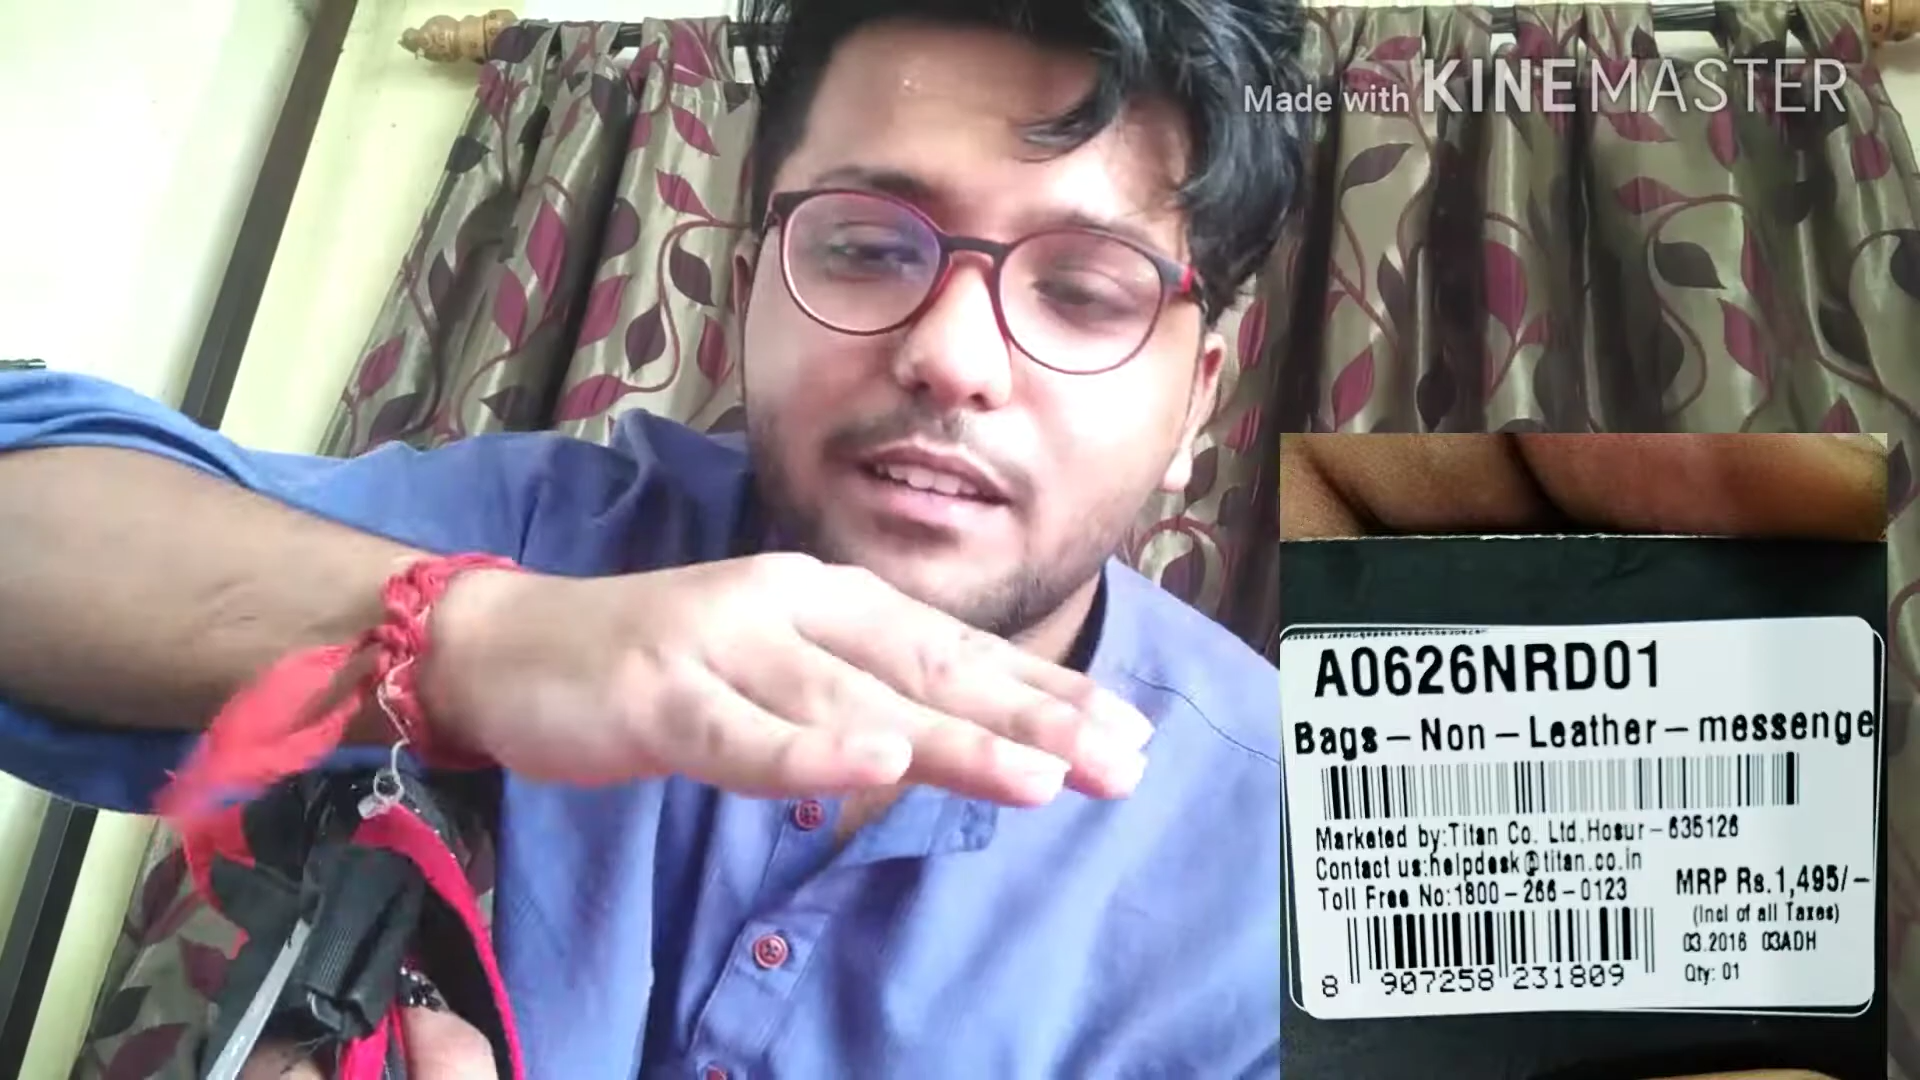 Made with KINEMASTER
A0626NRD01
Bags-Non-Leather-messenge
Marketed by:Titan Co. Ltd,Hosur-635126
Contact us:helpdesk@titan.co.in
Toll Free No:1800-266-0123
MRP Rs.1,495/-
(Incl of all Taxes)
03.2016 03ADH
Qty: 01
8 907258 231809